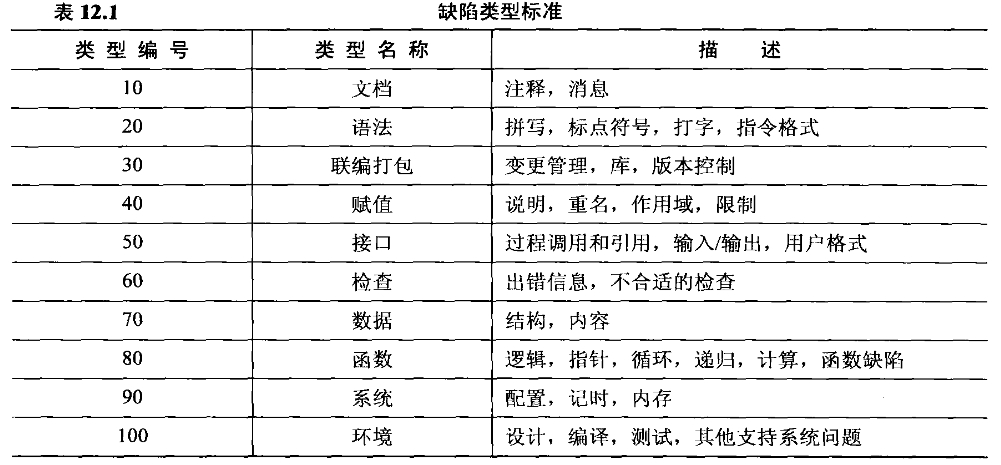 表 12.1 缺陷类型标准
类型编号 类型名称 描述
10 文档 注释，消息
20 语法 拼写，标点符号，打字，指令格式
30 联编打包 变更管理，库，版本控制
40 赋值 说明，重名，作用域，限制
50 接口 过程调用和引用，输入/输出，用户格式
60 检查 出错信息，不合适的检查
70 数据 结构，内容
80 函数 逻辑，指针，循环，递归，计算，函数缺陷
90 系统 配置，记时，内存
100 环境 设计，编译，测试，其他支持系统问题